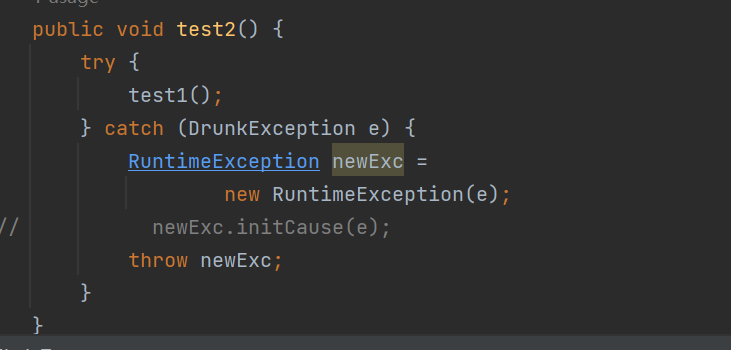 public void test2() {
try {
test1();
} catch (DrunkException e) {
RuntimeException newExc =
new RuntimeException(e);
// newExc.initCause(e);
throw newExc;
}
}